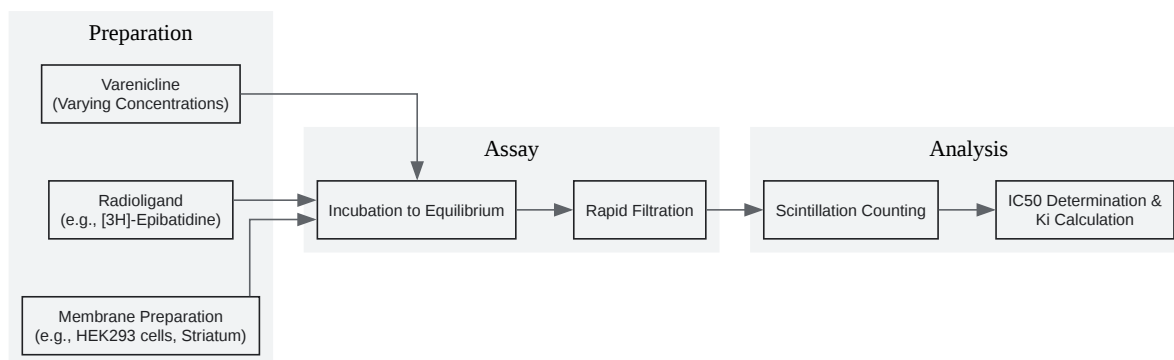 Preparation
Varenicline
(Varying Concentrations)
Radioligand
(e.g., [3H]-Epibatidine)
Membrane Preparation
(e.g., HEK293 cells, Striatum)
Assay
Incubation to Equilibrium
Rapid Filtration
Analysis
Scintillation Counting
IC50 Determination &
Ki Calculation